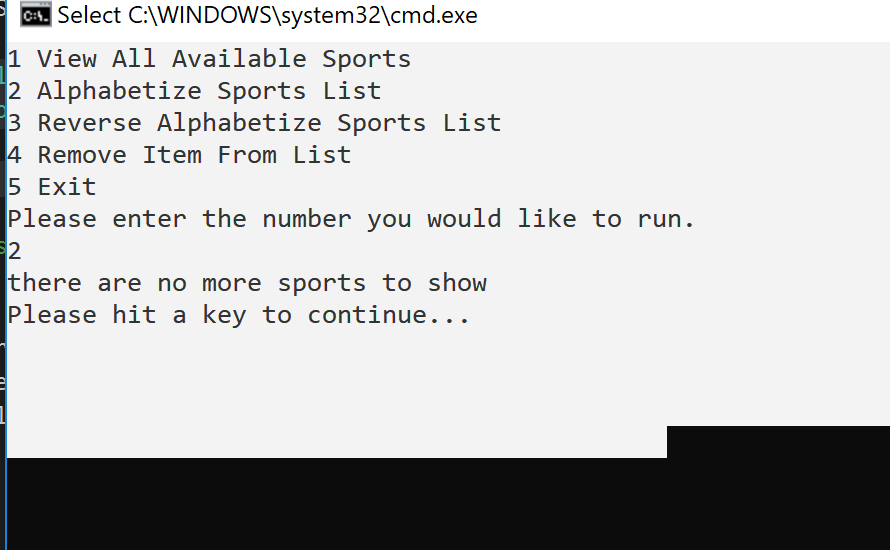 Select C:\WINDOWS\system32\cmd.exe
1 View All Available Sports
2 Alphabetize Sports List
3 Reverse Alphabetize Sports List
4 Remove Item From List
5 Exit
Please enter the number you would like to run.
2
there are no more sports to show
Please hit a key to continue...